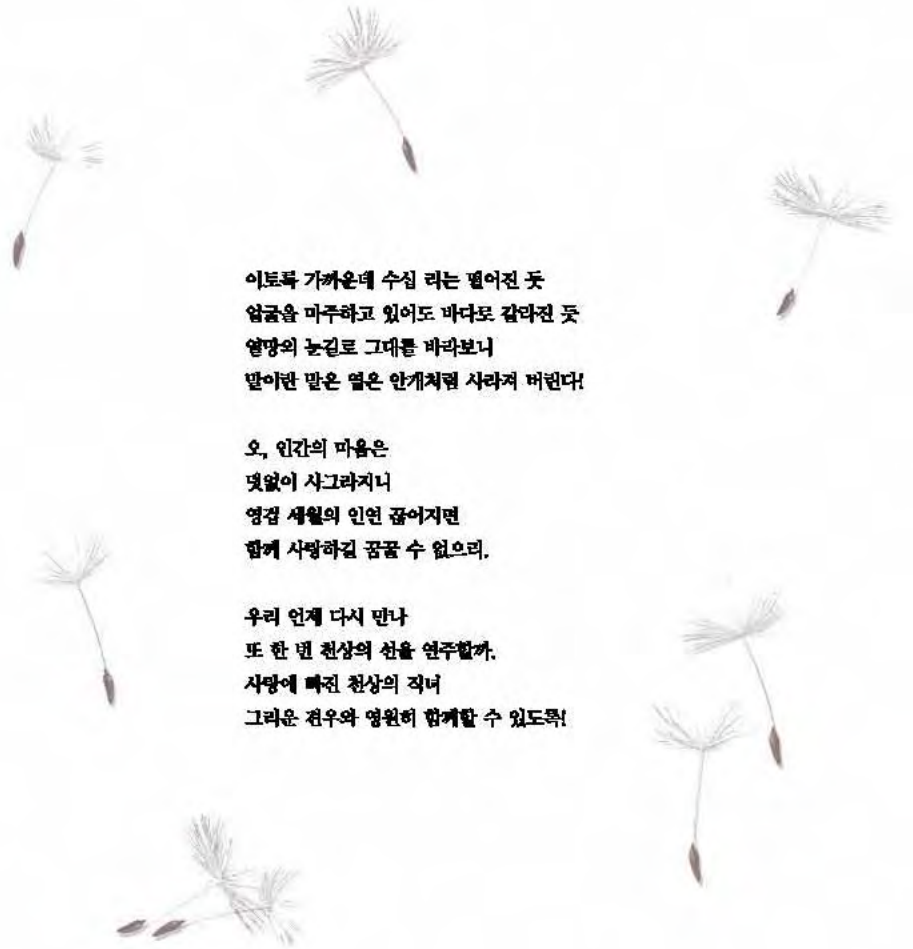 이토록 가까운데 수십 리는 떨어진 듯
얼굴을 마주하고 있어도 바다로 갈라진 듯
열망의 눈길로 그대를 바라보니
말이란 말은 엷은 안개처럼 사라져 버린다!
오, 인간의 마음은
덧없이 사그라지니
영겁 세월의 인연 끊어지면
함께 사랑하길 꿈꿀 수 없으리.
우리 언제 다시 만나
또 한 번 천상의 선율 연주할까.
사랑에 빠진 천상의 직녀
그리운 견우와 영원히 함께할 수 있도록!